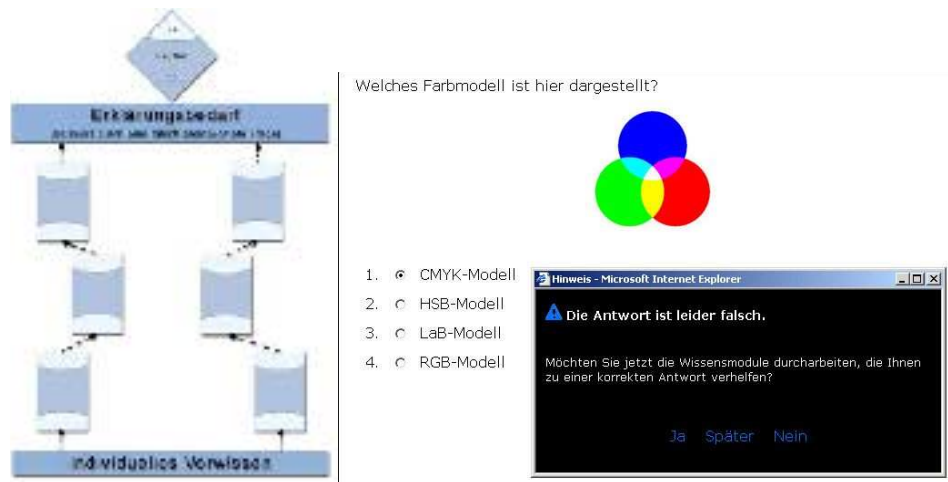 Erklärungsbedarf
Individuelles Vorwissen
Welches Farbmodell ist hier dargestellt?
1. CMYK-Modell
2. HSB-Modell
3. LaB-Modell
4. RGB-Modell
Hinweis - Microsoft Internet Explorer
Die Antwort ist leider falsch.
Möchten Sie jetzt die Wissensmodule durcharbeiten, die Ihnen
zu einer korrekten Antwort verhelfen?
Ja Später Nein